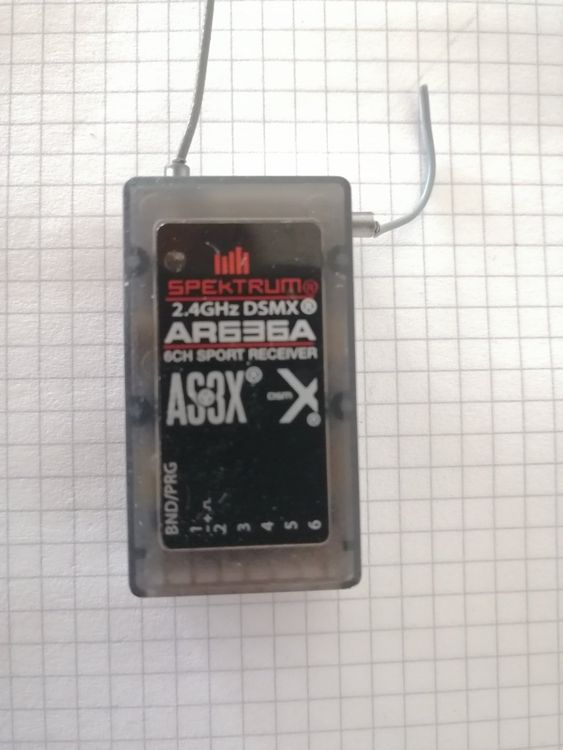 SPEKTRUM®
2.4GHz DSMX®
AR636A
6CH SPORT RECEIVER
AS3X® DSM X®
BND/PRG
1
2
3
4
5
6